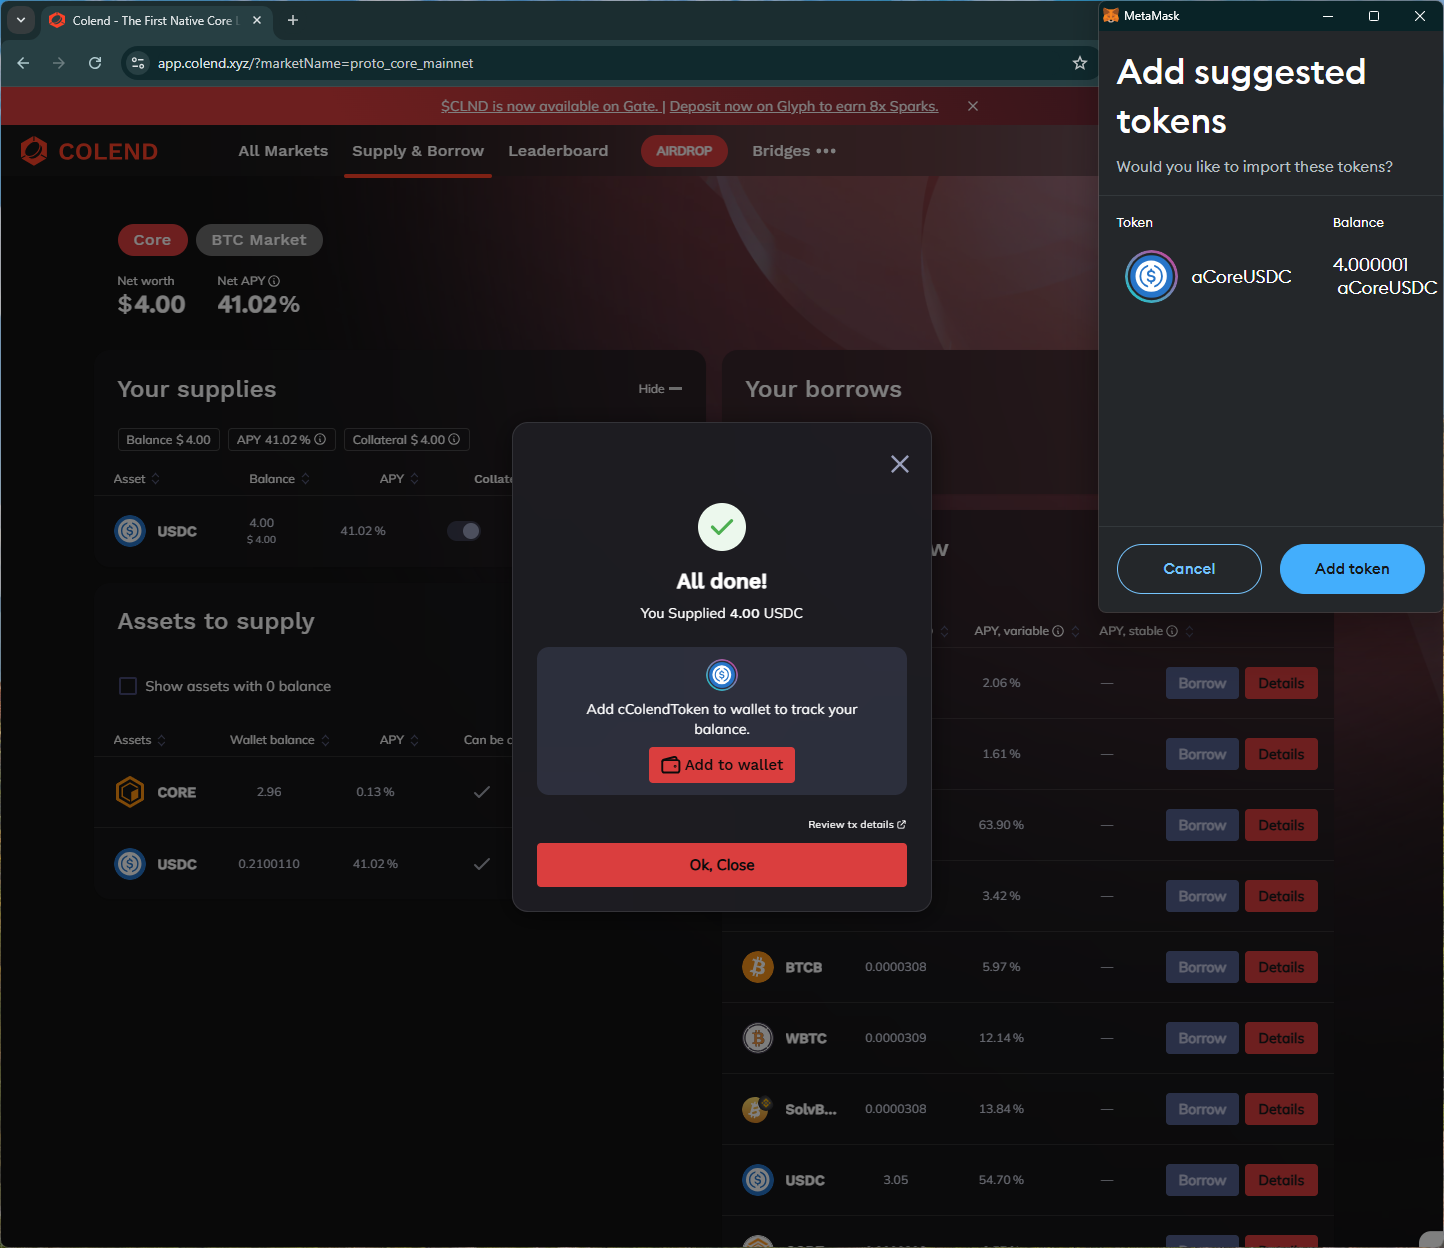 Colend - The First Native Core
app.colend.xyz/?marketName=proto_core_mainnet
$CLND is now available on Gate. | Deposit now on Glyph to earn 8x Sparks.
COLEND
All Markets
Supply & Borrow
Leaderboard
AIRDROP
Bridges •••
Core
BTC Market
Net worth
Net APY
$4.00
41.02%
Your supplies
Hide
Balance $ 4.00
APY 41.02 %
Collateral $ 4.00
Asset
Balance
APY
Collate
USDC
4.00
$ 4.00
41.02 %
Assets to supply
Show assets with 0 balance
Assets
Wallet balance
APY
Can be c
CORE
2.96
0.13 %
USDC
0.2100110
41.02 %
Your borrows
w
APY, variable
APY, stable
2.06 %
—
Borrow
Details
1.61 %
—
Borrow
Details
63.90 %
—
Borrow
Details
3.42 %
—
Borrow
Details
BTCB
0.0000308
5.97 %
—
Borrow
Details
WBTC
0.0000309
12.14 %
—
Borrow
Details
SolvB...
0.0000308
13.84 %
—
Borrow
Details
USDC
3.05
54.70 %
—
Borrow
Details
All done!
You Supplied 4.00 USDC
Add cColendToken to wallet to track your
balance.
Add to wallet
Review tx details
Ok, Close
MetaMask
Add suggested
tokens
Would you like to import these tokens?
Token
Balance
aCoreUSDC
4.000001
aCoreUSDC
Cancel
Add token